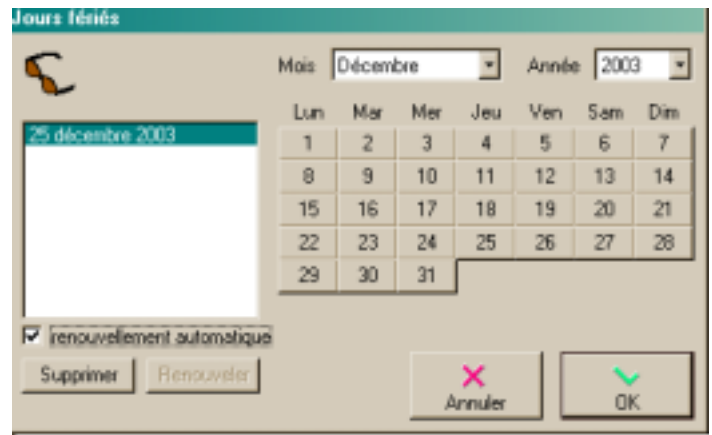 Jours fériés
Mois Décembre Année 2003
Lun Mar Mer Jeu Ven Sam Dim
25 décembre 2003
1 2 3 4 5 6 7
8 9 10 11 12 13 14
15 16 17 18 19 20 21
22 23 24 25 26 27 28
29 30 31
renouvellement automatique
Supprimer Renouveler
Annuler OK